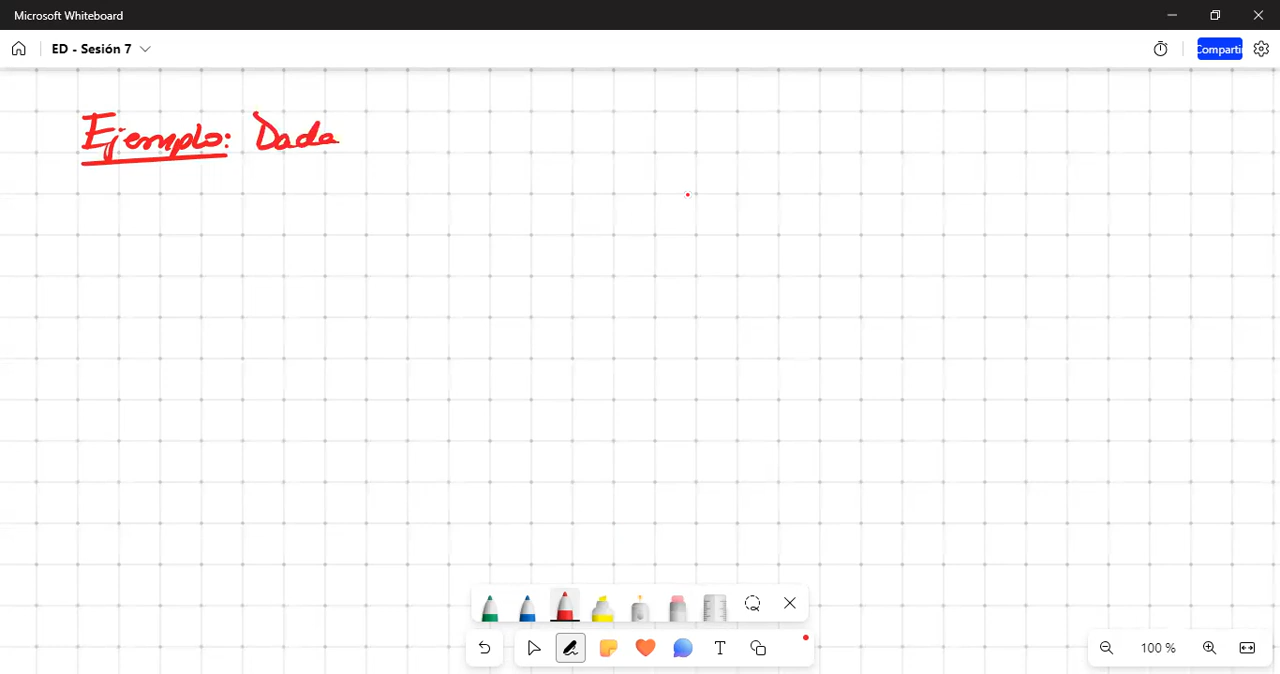 Microsoft Whiteboard
ED - Sesión 7
Comparti
Ejemplo: Dada
100 %